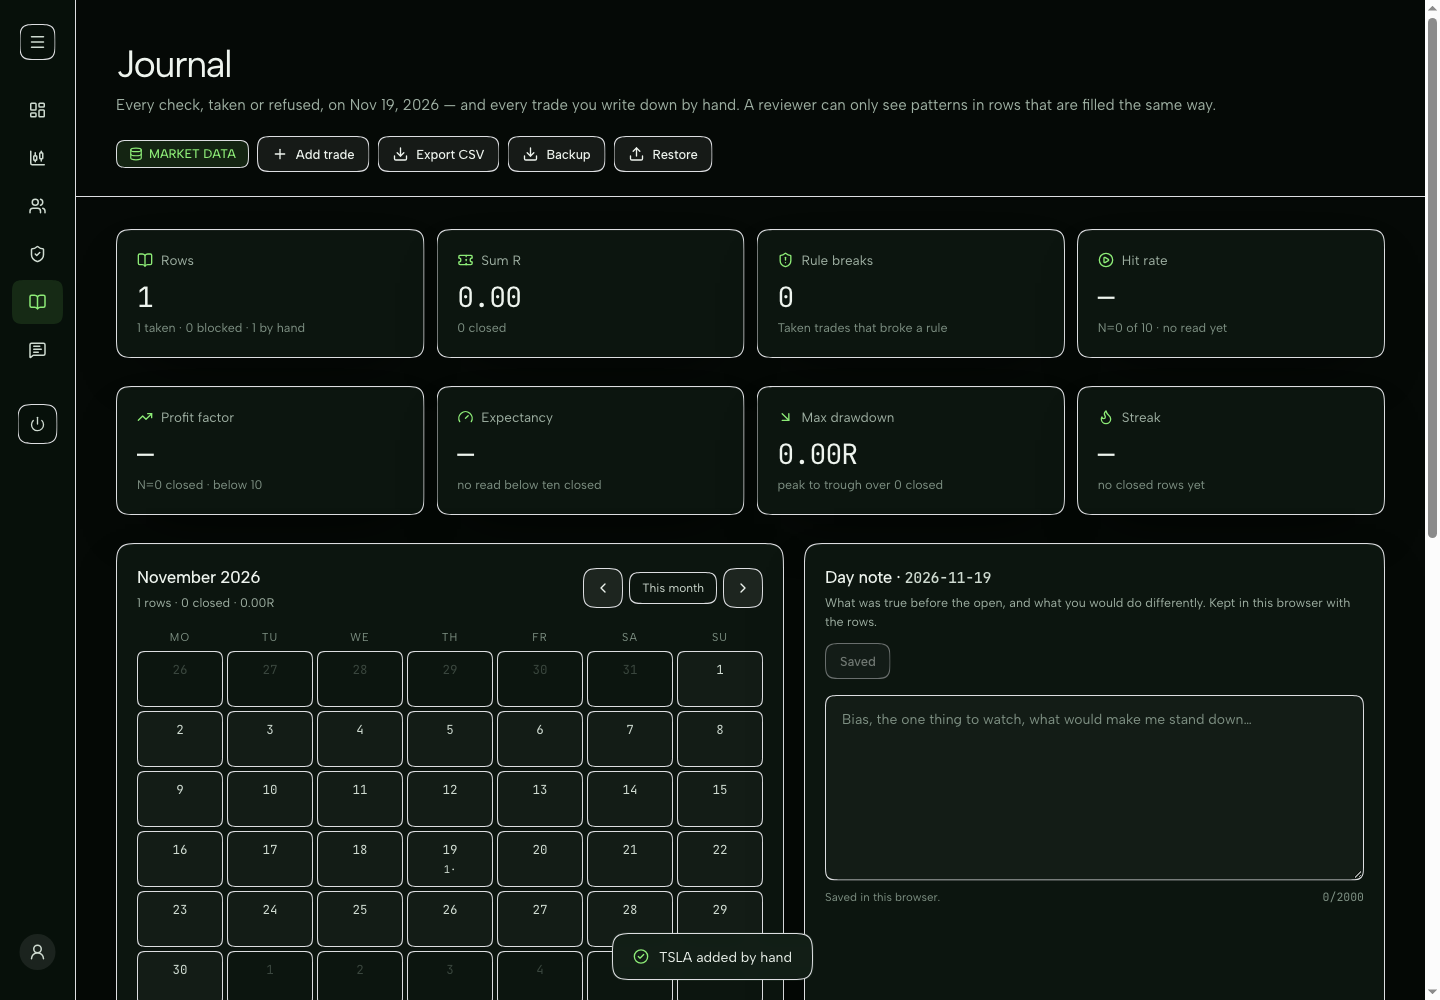 Journal
Every check, taken or refused, on Nov 19, 2026 — and every trade you write down by hand. A reviewer can only see patterns in rows that are filled the same way.
MARKET DATA
Add trade
Export CSV
Backup
Restore
Rows
1
1 taken · 0 blocked · 1 by hand
Sum R
0.00
0 closed
Rule breaks
0
Taken trades that broke a rule
Hit rate
—
N=0 of 10 · no read yet
Profit factor
—
N=0 closed · below 10
Expectancy
—
no read below ten closed
Max drawdown
0.00R
peak to trough over 0 closed
Streak
—
no closed rows yet
November 2026
1 rows · 0 closed · 0.00R
This month
MO TU WE TH FR SA SU
26 27 28 29 30 31 1
2 3 4 5 6 7 8
9 10 11 12 13 14 15
16 17 18 19 20 21 22
1·
23 24 25 26 27 28 29
30 1 2 3 4
Day note · 2026-11-19
What was true before the open, and what you would do differently. Kept in this browser with
the rows.
Saved
Bias, the one thing to watch, what would make me stand down…
Saved in this browser.
0/2000
TSLA added by hand